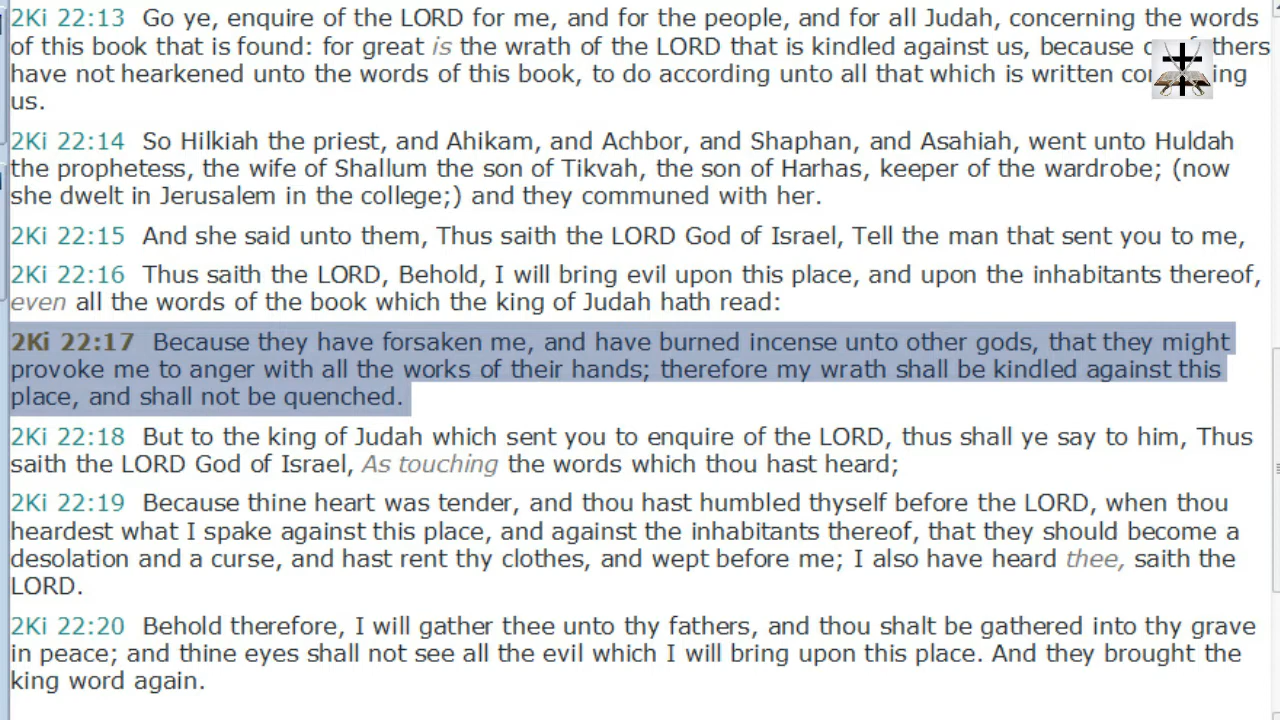 2Ki 22:13 Go ye, enquire of the LORD for me, and for the people, and for all Judah, concerning the words
of this book that is found: for great is the wrath of the LORD that is kindled against us, because
have not hearkened unto the words of this book, to do according unto all that which is written
us.
2Ki 22:14 So Hilkiah the priest, and Ahikam, and Achbor, and Shaphan, and Asahiah, went unto Huldah
the prophetess, the wife of Shallum the son of Tikvah, the son of Harhas, keeper of the wardrobe; (now
she dwelt in Jerusalem in the college;) and they communed with her.
2Ki 22:15 And she said unto them, Thus saith the LORD God of Israel, Tell the man that sent you to me,
2Ki 22:16 Thus saith the LORD, Behold, I will bring evil upon this place, and upon the inhabitants thereof,
even all the words of the book which the king of Judah hath read:
2Ki 22:17 Because they have forsaken me, and have burned incense unto other gods, that they might
provoke me to anger with all the works of their hands; therefore my wrath shall be kindled against this
place, and shall not be quenched.
2Ki 22:18 But to the king of Judah which sent you to enquire of the LORD, thus shall ye say to him, Thus
saith the LORD God of Israel, As touching the words which thou hast heard;
2Ki 22:19 Because thine heart was tender, and thou hast humbled thyself before the LORD, when thou
heardest what I spake against this place, and against the inhabitants thereof, that they should become a
desolation and a curse, and hast rent thy clothes, and wept before me; I also have heard thee, saith the
LORD.
2Ki 22:20 Behold therefore, I will gather thee unto thy fathers, and thou shalt be gathered into thy grave
in peace; and thine eyes shall not see all the evil which I will bring upon this place. And they brought the
king word again.